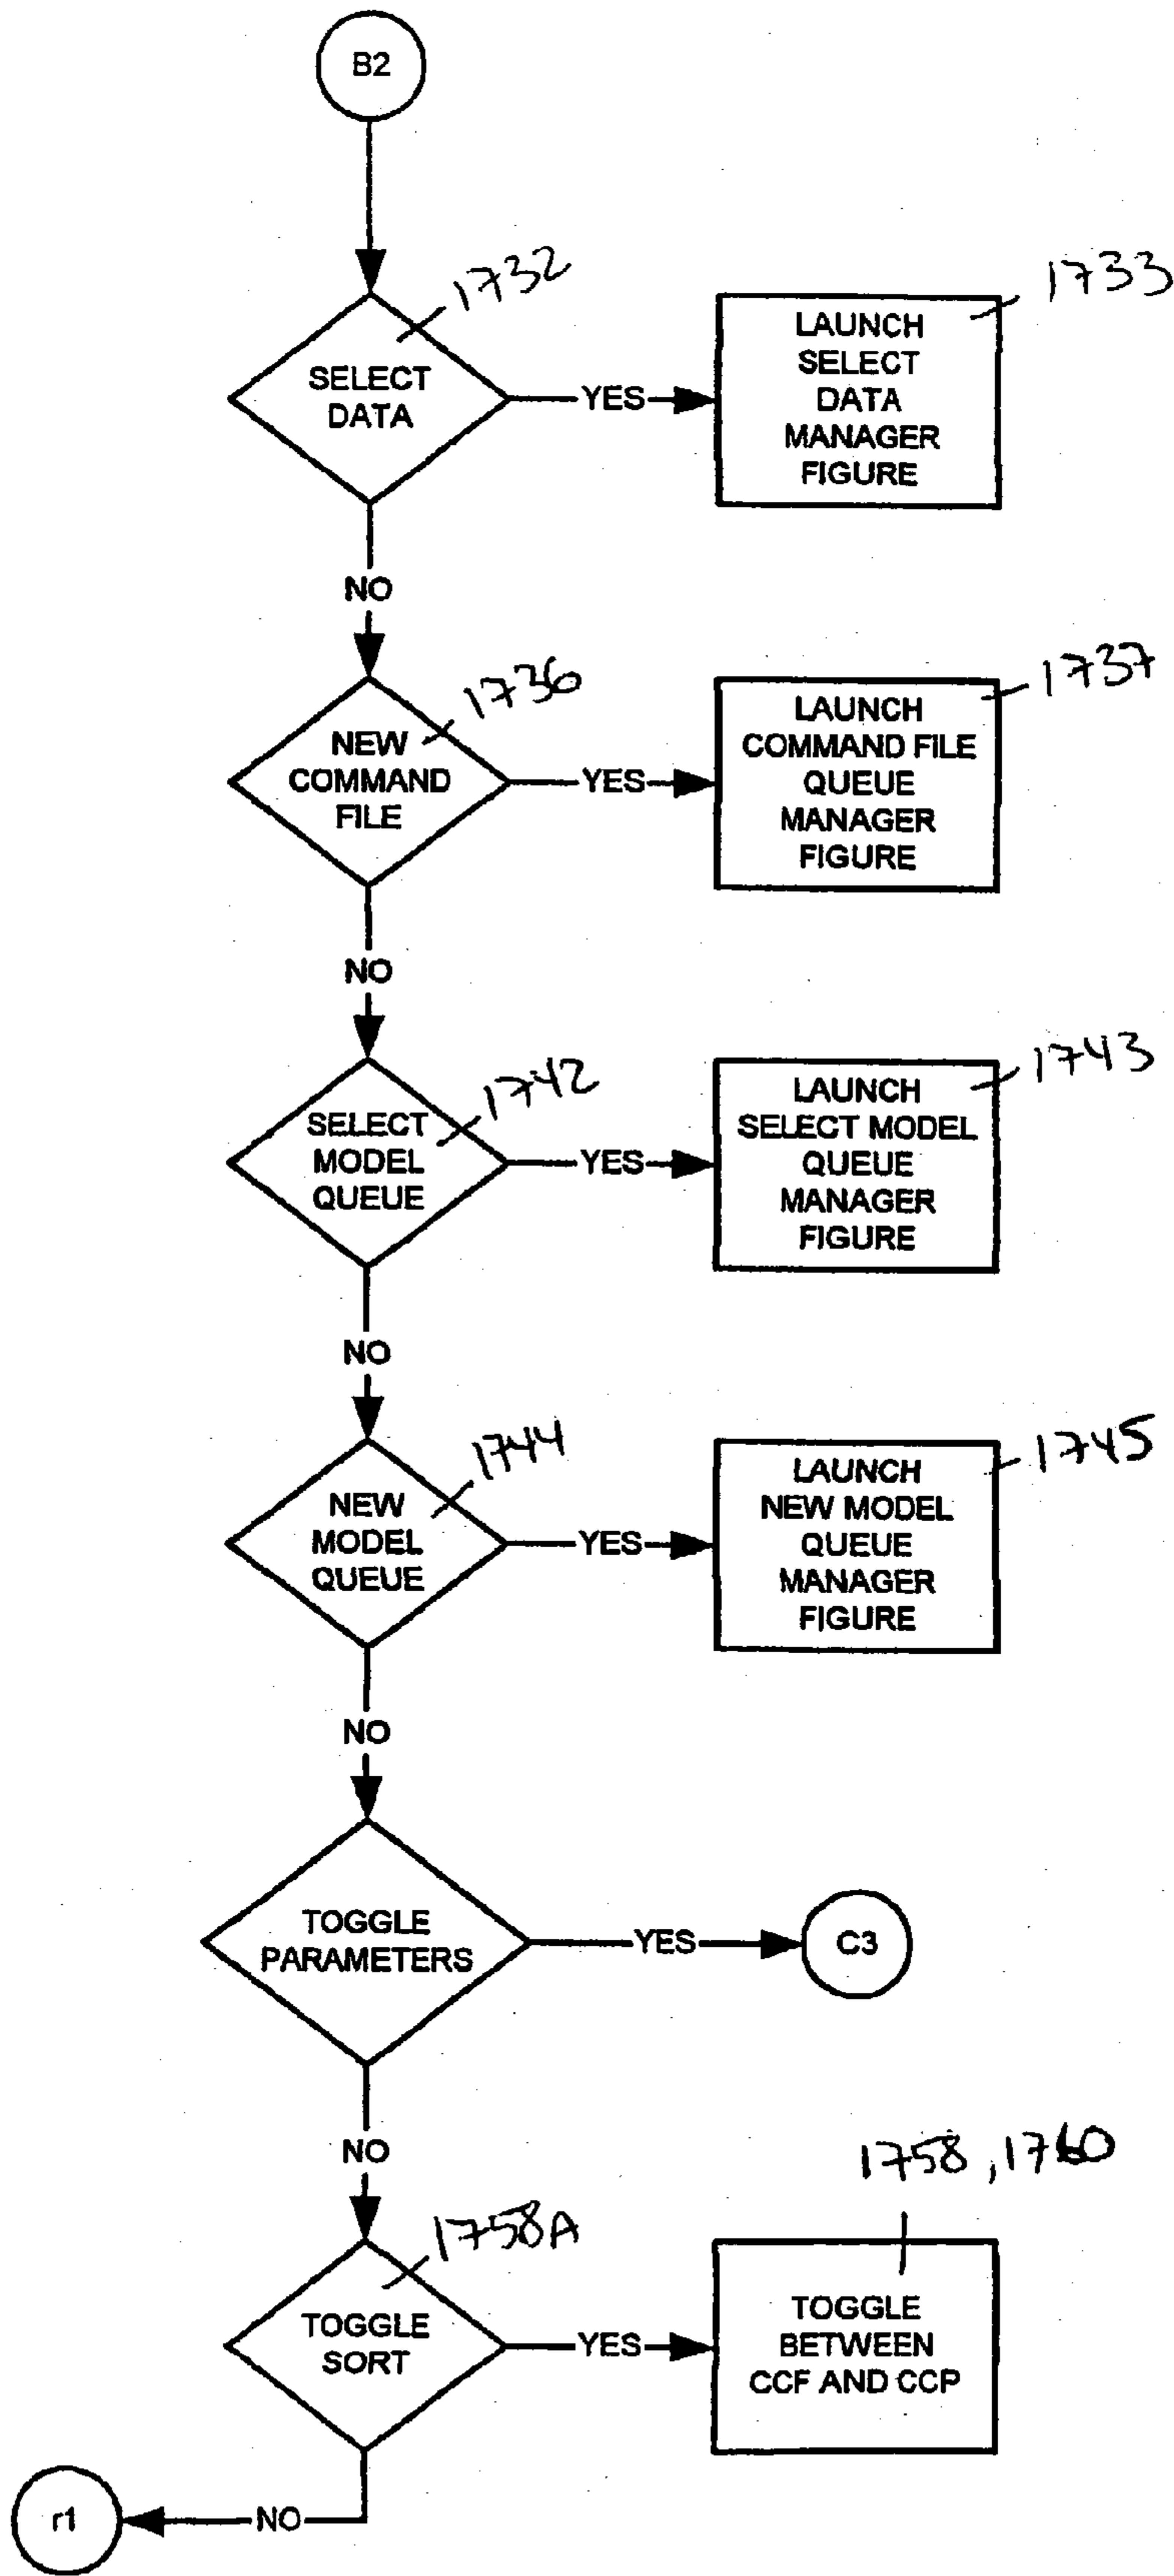 B2
1732
SELECT
DATA
YES
1733
LAUNCH
SELECT
DATA
MANAGER
FIGURE
NO
1736
NEW
COMMAND
FILE
YES
1737
LAUNCH
COMMAND FILE
QUEUE
MANAGER
FIGURE
NO
1742
SELECT
MODEL
QUEUE
YES
1743
LAUNCH
SELECT MODEL
QUEUE
MANAGER
FIGURE
NO
1744
NEW
MODEL
QUEUE
YES
1745
LAUNCH
NEW MODEL
QUEUE
MANAGER
FIGURE
NO
TOGGLE
PARAMETERS
YES
C3
NO
1758A
TOGGLE
SORT
YES
1758, 1760
TOGGLE
BETWEEN
CCF AND CCP
NO
r1